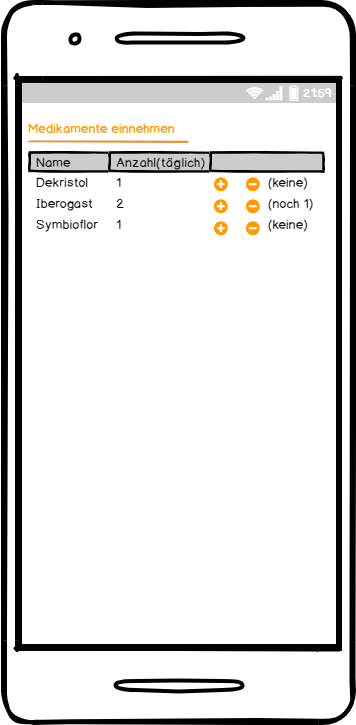 21:59
Medikamente einnehmen
Name Anzahl(täglich)
Dekristol 1 (keine)
Iberogast 2 (noch 1)
Symbioflor 1 (keine)